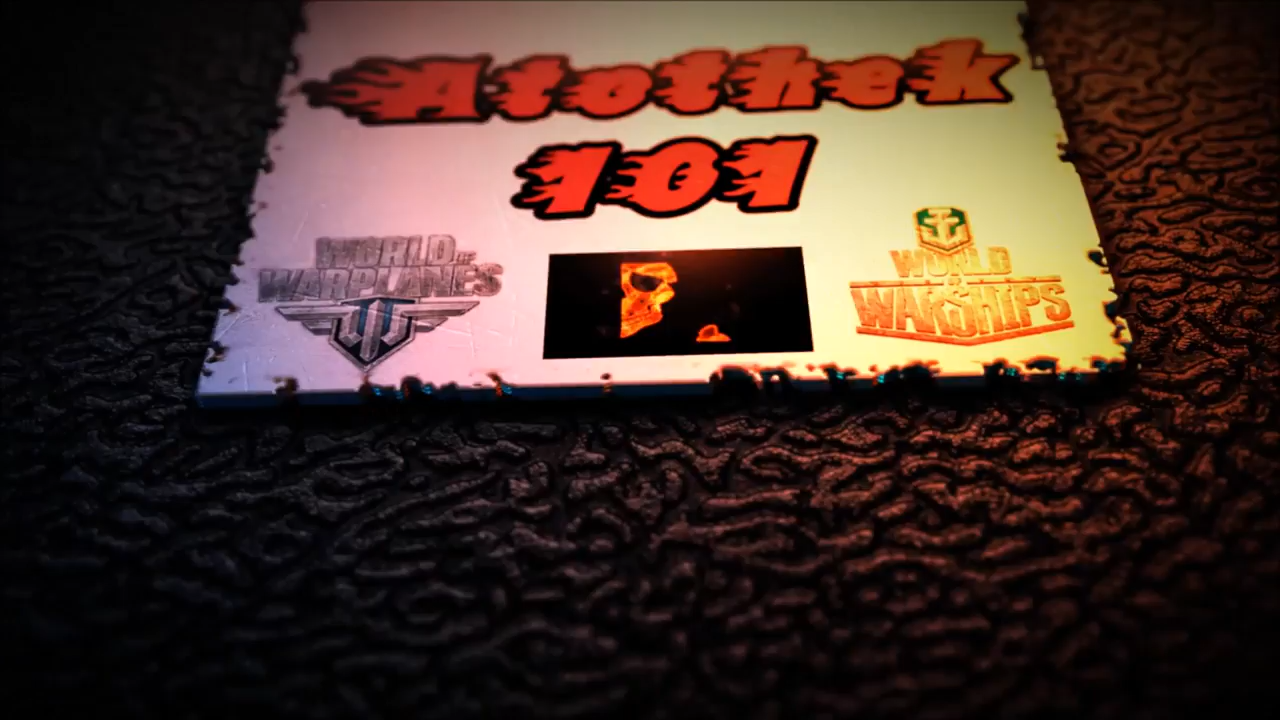 Atothek
101
WORLD OF
WARPLANES
WORLD
OF
WARSHIPS